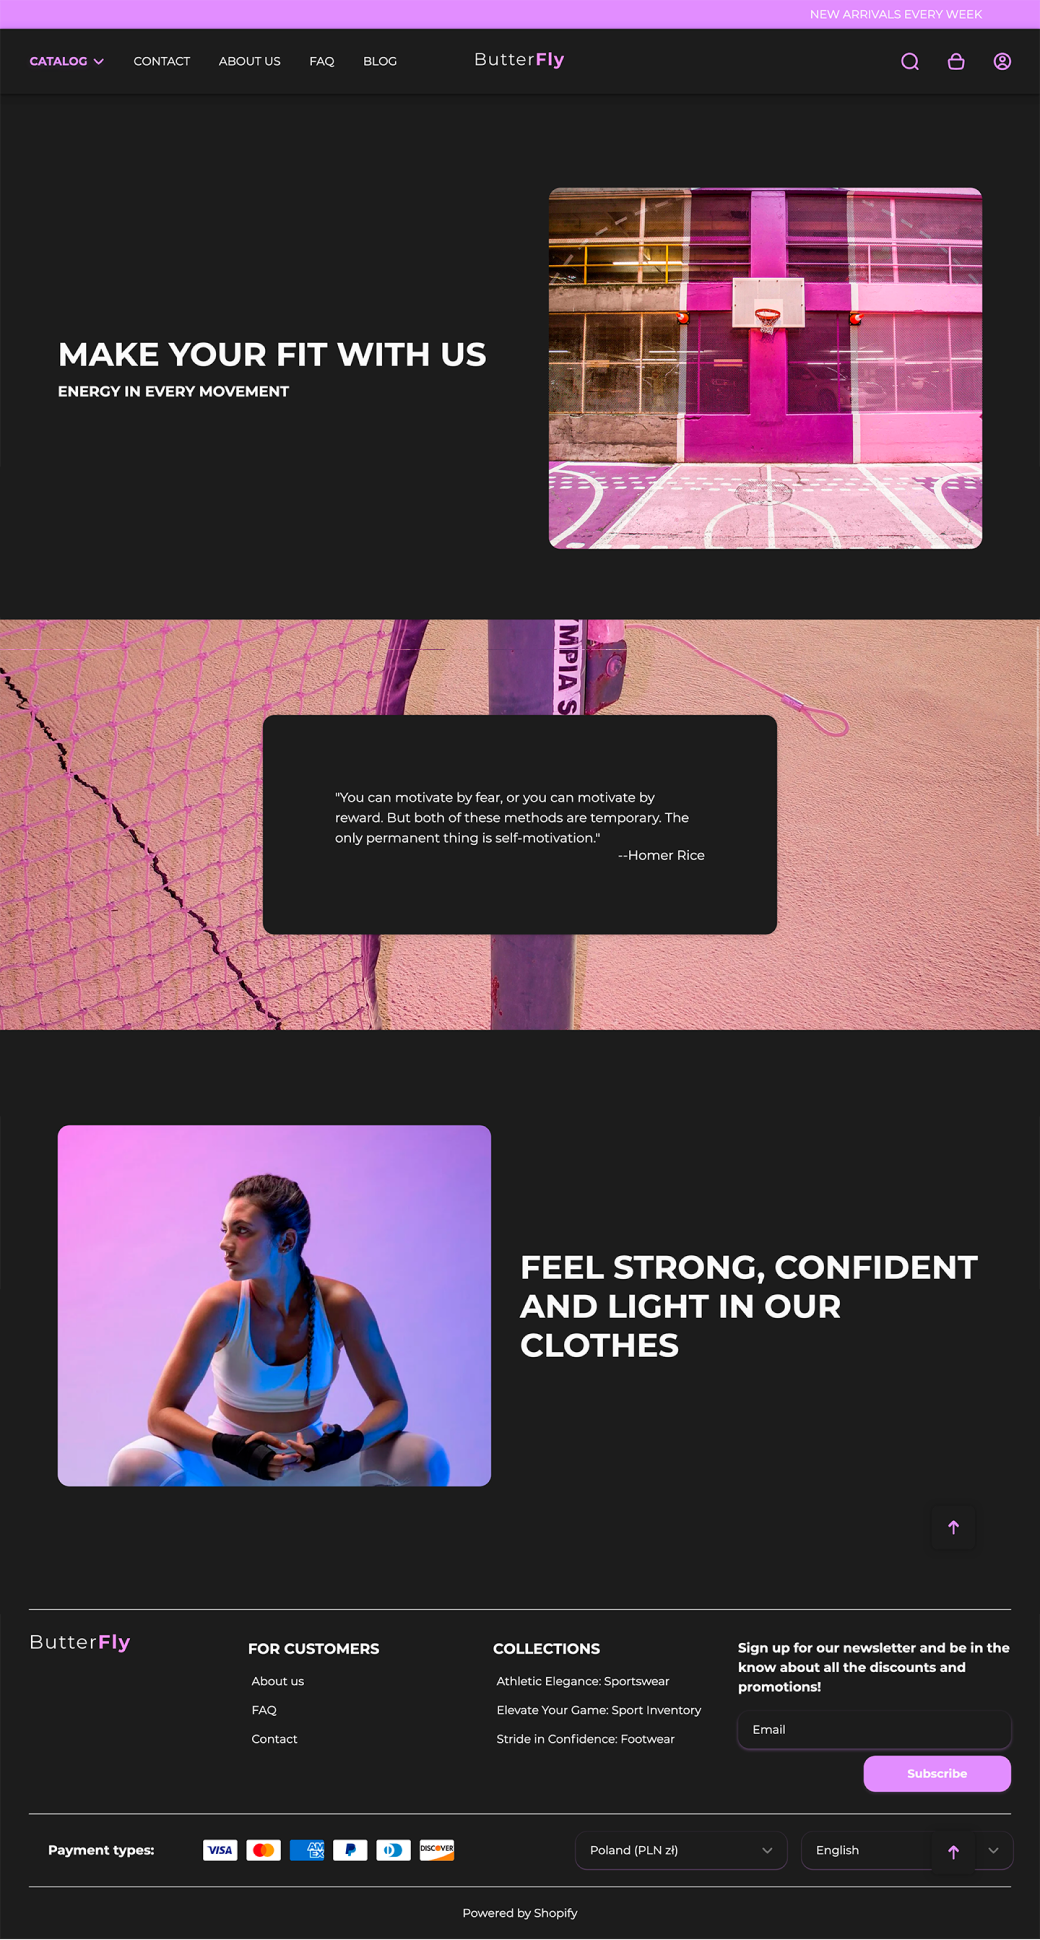 NEW ARRIVALS EVERY WEEK
CATALOG
CONTACT
ABOUT US
FAQ
BLOG
ButterFly
MAKE YOUR FIT WITH US
ENERGY IN EVERY MOVEMENT
MPIA S
"You can motivate by fear, or you can motivate by
reward. But both of these methods are temporary. The
only permanent thing is self-motivation."
--Homer Rice
FEEL STRONG, CONFIDENT
AND LIGHT IN OUR
CLOTHES
ButterFly
FOR CUSTOMERS
About us
FAQ
Contact
COLLECTIONS
Athletic Elegance: Sportswear
Elevate Your Game: Sport Inventory
Stride in Confidence: Footwear
Sign up for our newsletter and be in the
know about all the discounts and
promotions!
Email
Subscribe
Payment types:
VISA
AM
EX
DISCOVER
Poland (PLN zł)
English
Powered by Shopify